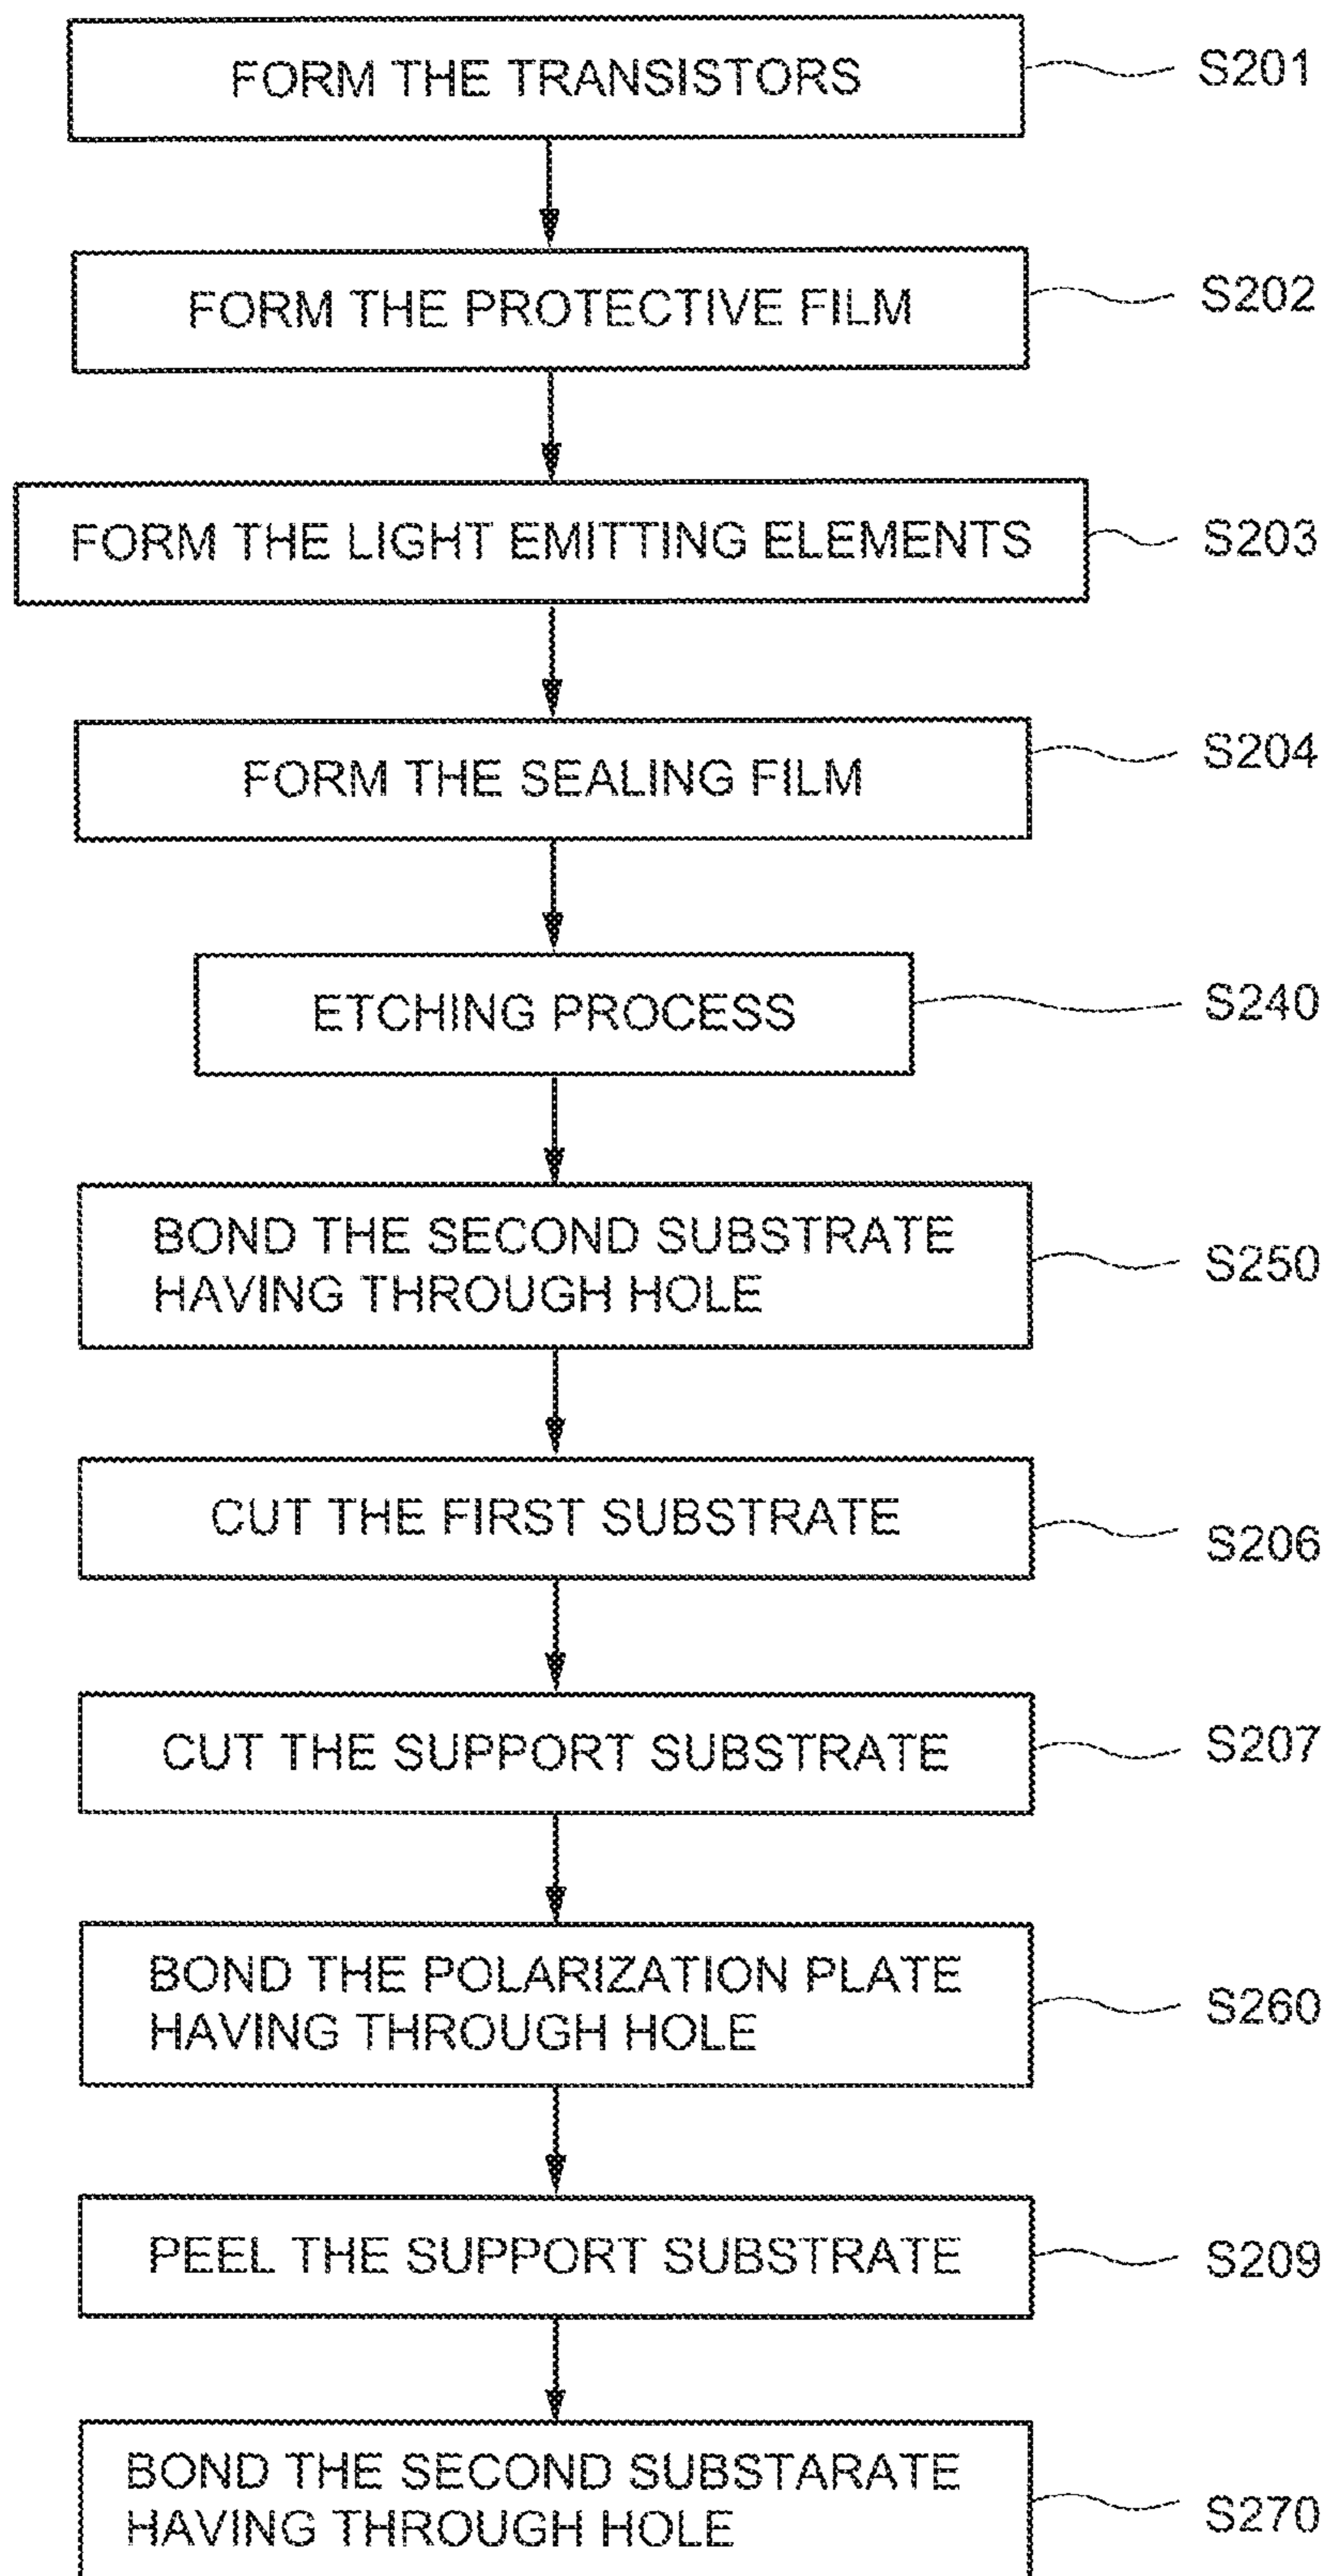 FORM THE TRANSISTORS
S201
FORM THE PROTECTIVE FILM
S202
FORM THE LIGHT EMITTING ELEMENTS
S203
FORM THE SEALING FILM
S204
ETCHING PROCESS
S240
BOND THE SECOND SUBSTRATE
HAVING THROUGH HOLE
S250
CUT THE FIRST SUBSTRATE
S206
CUT THE SUPPORT SUBSTRATE
S207
BOND THE POLARIZATION PLATE
HAVING THROUGH HOLE
S260
PEEL THE SUPPORT SUBSTRATE
S209
BOND THE SECOND SUBSTARATE
HAVING THROUGH HOLE
S270